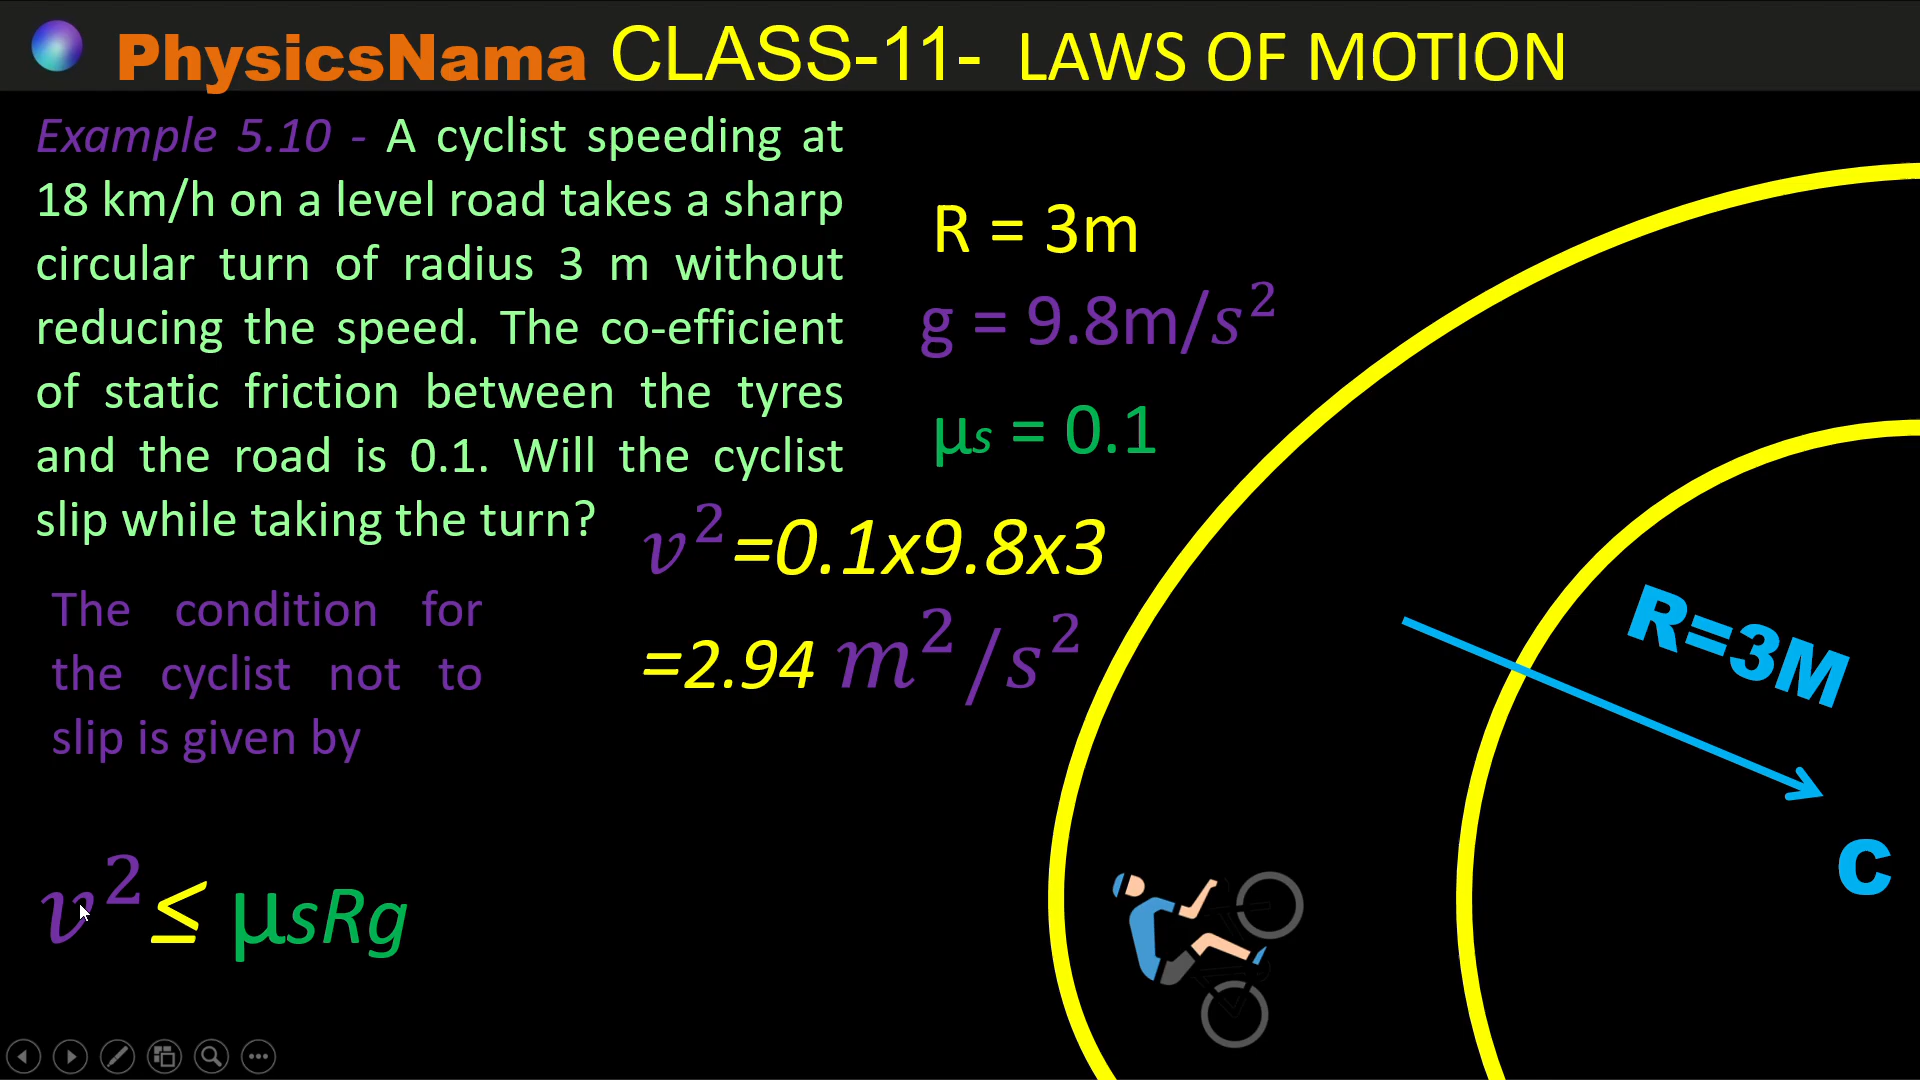 PhysicsNama CLASS-11- LAWS OF MOTION
Example 5.10 - A cyclist speeding at
18 km/h on a level road takes a sharp
circular turn of radius 3 m without
reducing the speed. The co-efficient
of static friction between the tyres
and the road is 0.1. Will the cyclist
slip while taking the turn?
The condition for
the cyclist not to
slip is given by
v² ≤ μsRg
R = 3m
g = 9.8m/s²
μs = 0.1
v²=0.1x9.8x3
=2.94 m²/s²
R=3M
C